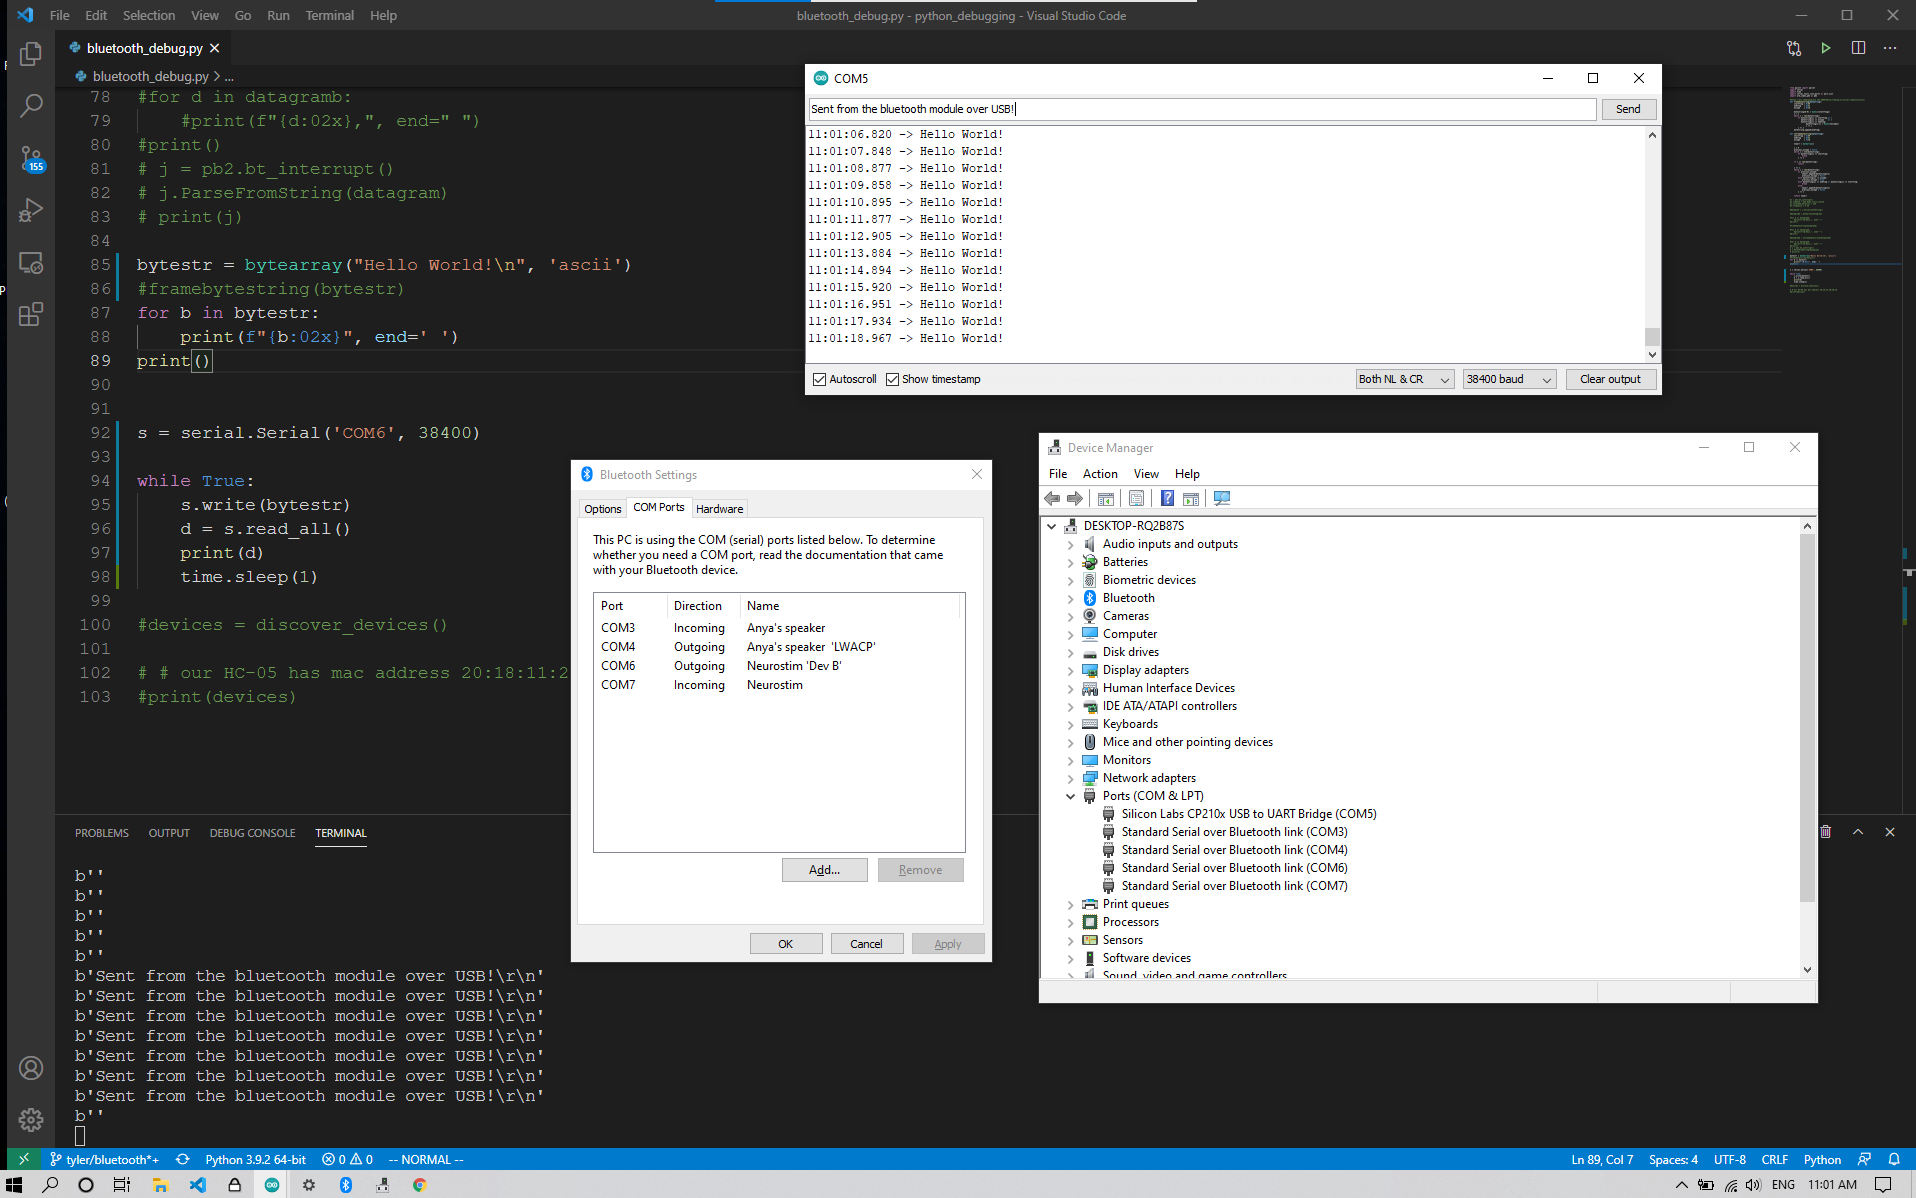 File Edit Selection View Go Run Terminal Help
bluetooth_debug.py - python_debugging - Visual Studio Code
bluetooth_debug.py
bluetooth_debug.py > ...
78 #for d in datagramb:
79 #print(f"{d:02x},", end=" ")
80 #print()
81 # j = pb2.bt_interrupt()
82 # j.ParseFromString(datagram)
83 # print(j)
84
85 bytestr = bytearray("Hello World!\n", 'ascii')
86 #framebytestring(bytestr)
87 for b in bytestr:
88 print(f"{b:02x}", end=' ')
89 print()
90
91
92 s = serial.Serial('COM6', 38400)
93
94 while True:
95 s.write(bytestr)
96 d = s.read_all()
97 print(d)
98 time.sleep(1)
99
100 #devices = discover_devices()
101
102 # # our HC-05 has mac address 20:18:11:2
103 #print(devices)
155
COM5
Sent from the bluetooth module over USB!
Send
11:01:06.820 -> Hello World!
11:01:07.848 -> Hello World!
11:01:08.877 -> Hello World!
11:01:09.858 -> Hello World!
11:01:10.895 -> Hello World!
11:01:11.877 -> Hello World!
11:01:12.905 -> Hello World!
11:01:13.884 -> Hello World!
11:01:14.894 -> Hello World!
11:01:15.920 -> Hello World!
11:01:16.951 -> Hello World!
11:01:17.934 -> Hello World!
11:01:18.967 -> Hello World!
Autoscroll Show timestamp
Both NL & CR 38400 baud Clear output
Bluetooth Settings
Options COM Ports Hardware
This PC is using the COM (serial) ports listed below. To determine
whether you need a COM port, read the documentation that came
with your Bluetooth device.
Port Direction Name
COM3 Incoming Anya's speaker
COM4 Outgoing Anya's speaker 'LWACP'
COM6 Outgoing Neurostim 'Dev B'
COM7 Incoming Neurostim
Add... Remove
OK Cancel Apply
Device Manager
File Action View Help
DESKTOP-RQ2B87S
Audio inputs and outputs
Batteries
Biometric devices
Bluetooth
Cameras
Computer
Disk drives
Display adapters
Human Interface Devices
IDE ATA/ATAPI controllers
Keyboards
Mice and other pointing devices
Monitors
Network adapters
Ports (COM & LPT)
Silicon Labs CP210x USB to UART Bridge (COM5)
Standard Serial over Bluetooth link (COM3)
Standard Serial over Bluetooth link (COM4)
Standard Serial over Bluetooth link (COM6)
Standard Serial over Bluetooth link (COM7)
Print queues
Processors
Sensors
Software devices
Sound, video and game controllers
PROBLEMS OUTPUT DEBUG CONSOLE TERMINAL
b''
b''
b''
b''
b''
b'Sent from the bluetooth module over USB!\r\n'
b'Sent from the bluetooth module over USB!\r\n'
b'Sent from the bluetooth module over USB!\r\n'
b'Sent from the bluetooth module over USB!\r\n'
b'Sent from the bluetooth module over USB!\r\n'
b'Sent from the bluetooth module over USB!\r\n'
b'Sent from the bluetooth module over USB!\r\n'
b''
tyler/bluetooth*+ Python 3.9.2 64-bit 0 0 -- NORMAL --
Ln 89, Col 7 Spaces: 4 UTF-8 CRLF Python
ENG 11:01 AM